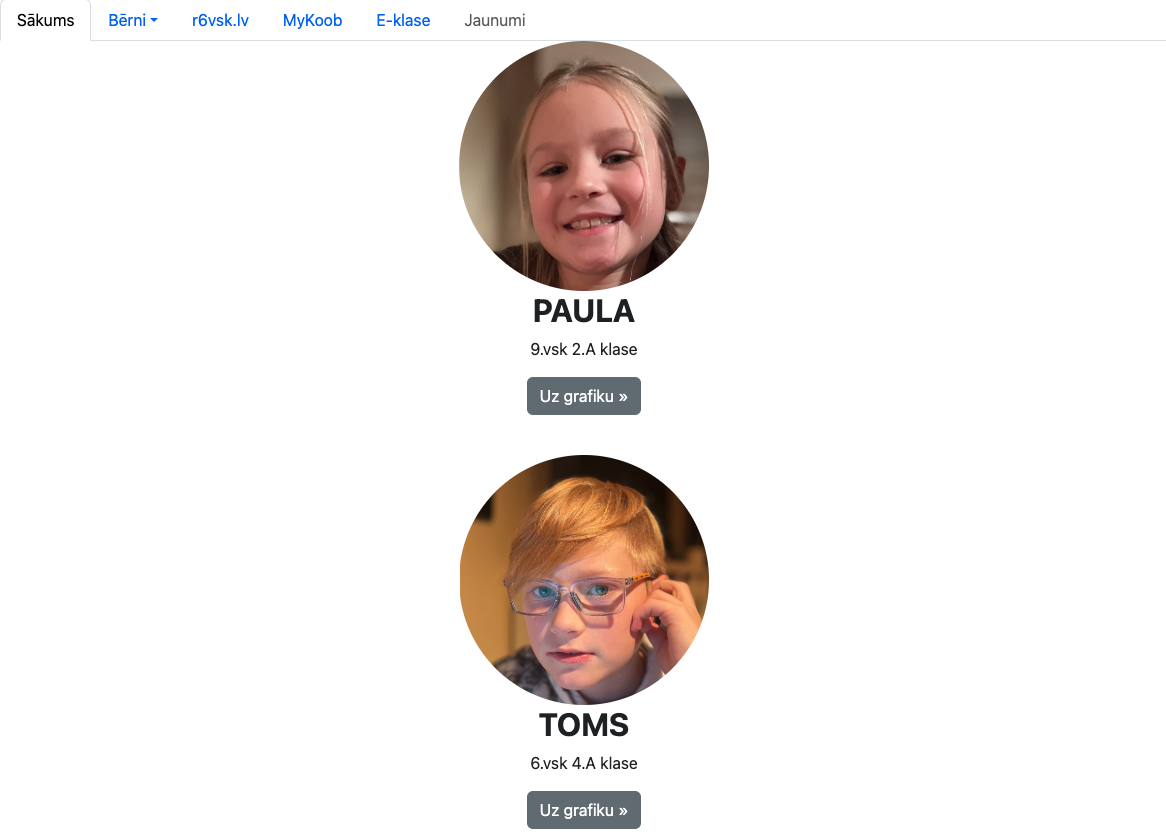 Sākums Bērni r6vsk.lv MyKoob E-klase Jaunumi
PAULA
9.vsk 2.A klase
Uz grafiku »
TOMS
6.vsk 4.A klase
Uz grafiku »